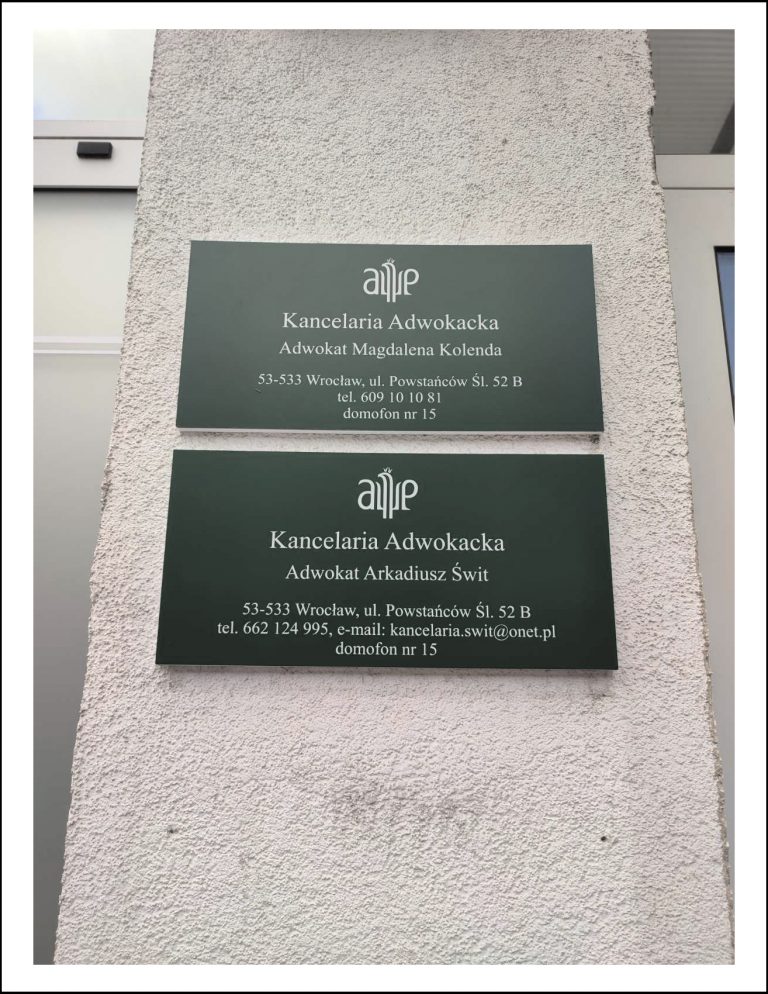 adwp
Kancelaria Adwokacka
Adwokat Magdalena Kolenda
53-533 Wrocław, ul. Powstańców Śl. 52 B
tel. 609 10 10 81
domofon nr 15
adwp
Kancelaria Adwokacka
Adwokat Arkadiusz Świt
53-533 Wrocław, ul. Powstańców Śl. 52 B
tel. 662 124 995, e-mail: kancelaria.swit@onet.pl
domofon nr 15